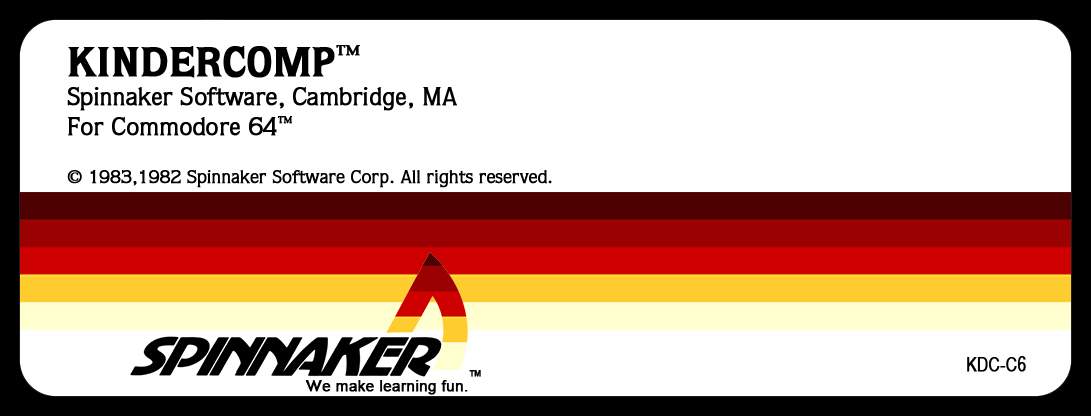 KINDERCOMP™
Spinnaker Software, Cambridge, MA
For Commodore 64™
© 1983,1982 Spinnaker Software Corp. All rights reserved.
SPINNAKER™
We make learning fun.
KDC-C6